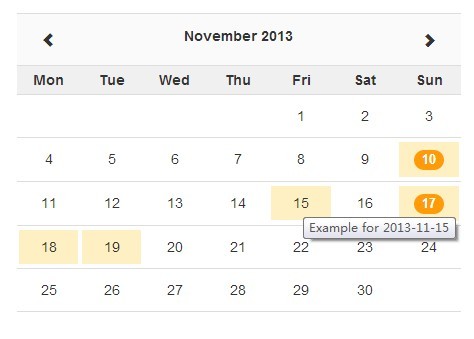 November 2013
Mon Tue Wed Thu Fri Sat Sun
1 2 3
4 5 6 7 8 9 10
11 12 13 14 15 16 17
Example for 2013-11-15
18 19 20 21 22 23 24
25 26 27 28 29 30